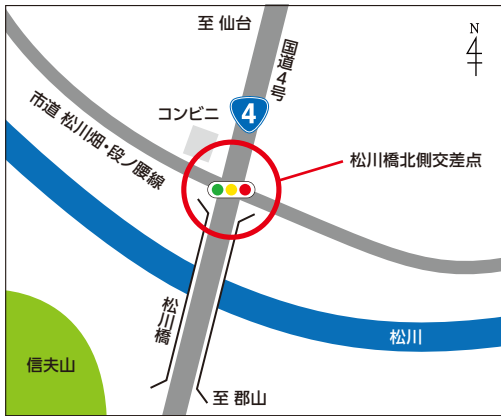 至 仙台
N
国道4号
コンビニ
4
市道 松川畑・段ノ腰線
松川橋北側交差点
松川橋
松川
信夫山
至 郡山